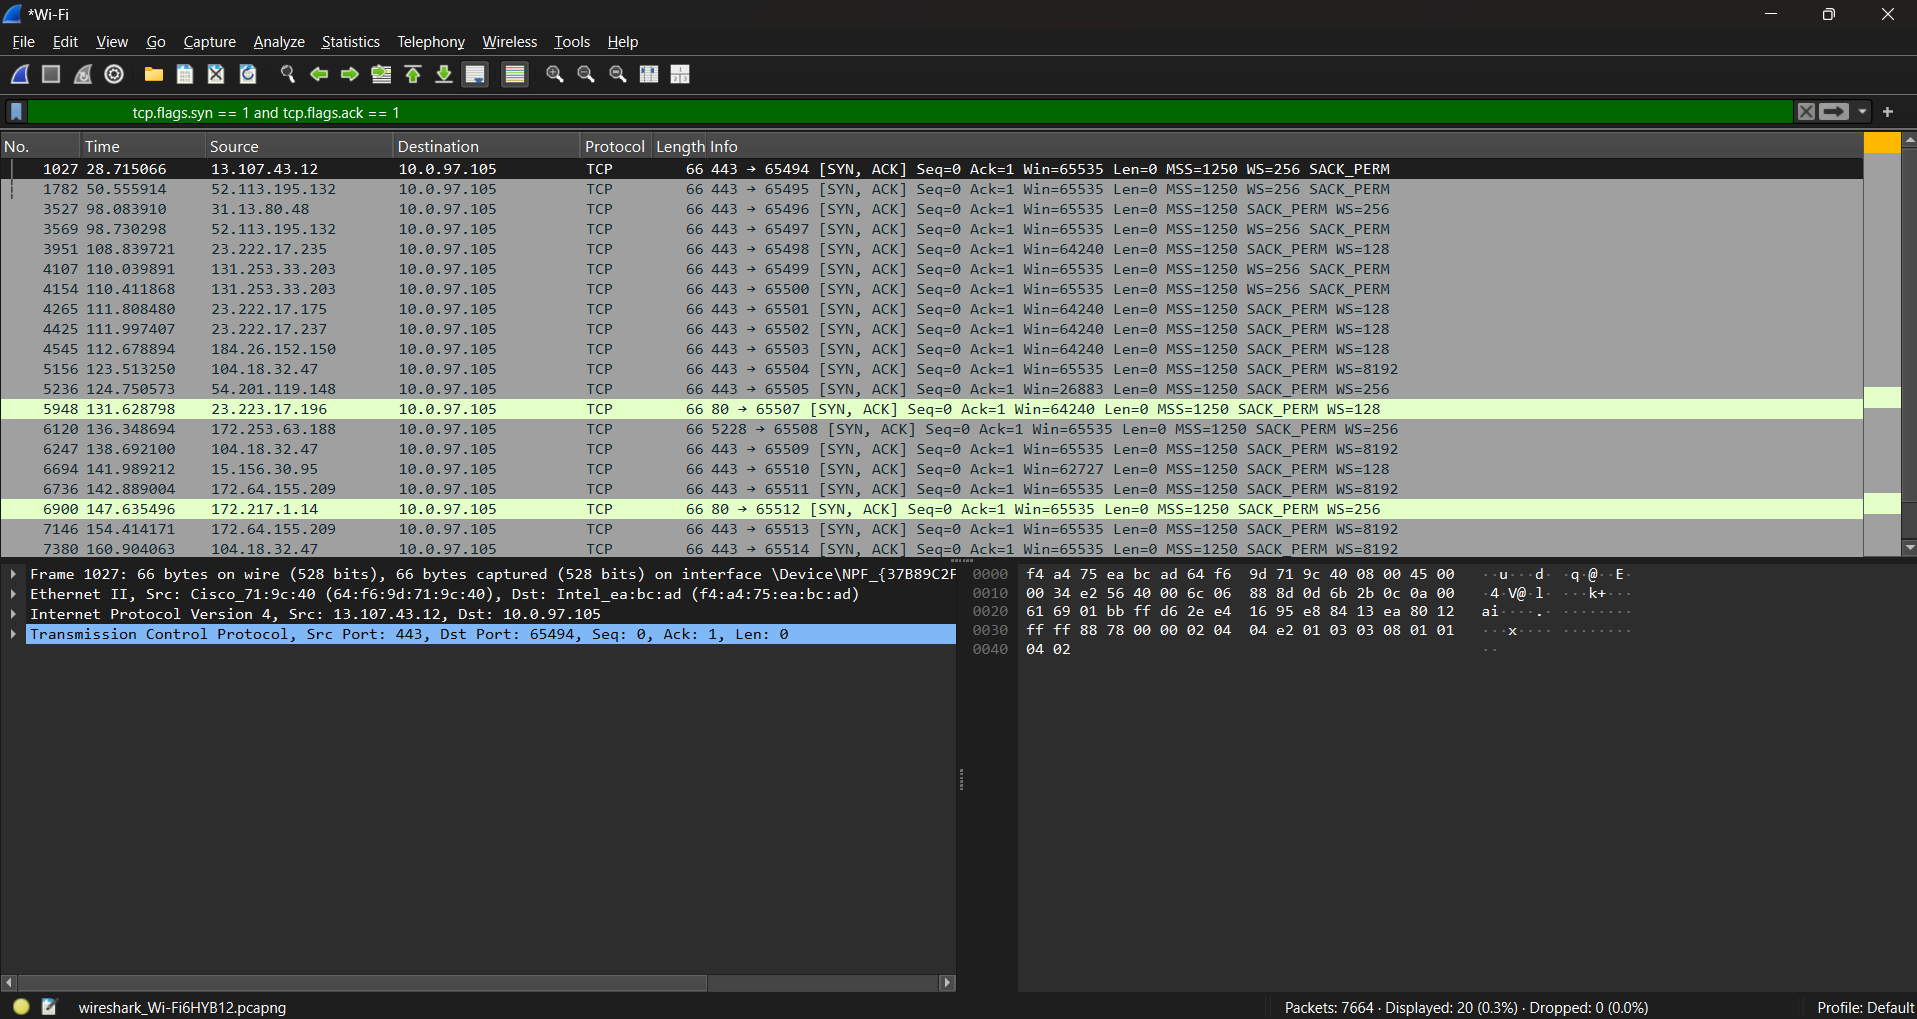 *Wi-Fi
File Edit View Go Capture Analyze Statistics Telephony Wireless Tools Help
tcp.flags.syn == 1 and tcp.flags.ack == 1
No. Time Source Destination Protocol Length Info
1027 28.715066 13.107.43.12 10.0.97.105 TCP 66 443 → 65494 [SYN, ACK] Seq=0 Ack=1 Win=65535 Len=0 MSS=1250 WS=256 SACK_PERM
1782 50.555914 52.113.195.132 10.0.97.105 TCP 66 443 → 65495 [SYN, ACK] Seq=0 Ack=1 Win=65535 Len=0 MSS=1250 WS=256 SACK_PERM
3527 98.083910 31.13.80.48 10.0.97.105 TCP 66 443 → 65496 [SYN, ACK] Seq=0 Ack=1 Win=65535 Len=0 MSS=1250 SACK_PERM WS=256
3569 98.730298 52.113.195.132 10.0.97.105 TCP 66 443 → 65497 [SYN, ACK] Seq=0 Ack=1 Win=65535 Len=0 MSS=1250 WS=256 SACK_PERM
3951 108.839721 23.222.17.235 10.0.97.105 TCP 66 443 → 65498 [SYN, ACK] Seq=0 Ack=1 Win=64240 Len=0 MSS=1250 SACK_PERM WS=128
4107 110.039891 131.253.33.203 10.0.97.105 TCP 66 443 → 65499 [SYN, ACK] Seq=0 Ack=1 Win=65535 Len=0 MSS=1250 WS=256 SACK_PERM
4154 110.411868 131.253.33.203 10.0.97.105 TCP 66 443 → 65500 [SYN, ACK] Seq=0 Ack=1 Win=65535 Len=0 MSS=1250 WS=256 SACK_PERM
4265 111.808480 23.222.17.175 10.0.97.105 TCP 66 443 → 65501 [SYN, ACK] Seq=0 Ack=1 Win=64240 Len=0 MSS=1250 SACK_PERM WS=128
4425 111.997407 23.222.17.237 10.0.97.105 TCP 66 443 → 65502 [SYN, ACK] Seq=0 Ack=1 Win=64240 Len=0 MSS=1250 SACK_PERM WS=128
4545 112.678894 184.26.152.150 10.0.97.105 TCP 66 443 → 65503 [SYN, ACK] Seq=0 Ack=1 Win=64240 Len=0 MSS=1250 SACK_PERM WS=128
5156 123.513250 104.18.32.47 10.0.97.105 TCP 66 443 → 65504 [SYN, ACK] Seq=0 Ack=1 Win=65535 Len=0 MSS=1250 SACK_PERM WS=8192
5236 124.750573 54.201.119.148 10.0.97.105 TCP 66 443 → 65505 [SYN, ACK] Seq=0 Ack=1 Win=26883 Len=0 MSS=1250 SACK_PERM WS=256
5948 131.628798 23.223.17.196 10.0.97.105 TCP 66 80 → 65507 [SYN, ACK] Seq=0 Ack=1 Win=64240 Len=0 MSS=1250 SACK_PERM WS=128
6120 136.348694 172.253.63.188 10.0.97.105 TCP 66 5228 → 65508 [SYN, ACK] Seq=0 Ack=1 Win=65535 Len=0 MSS=1250 SACK_PERM WS=256
6247 138.692100 104.18.32.47 10.0.97.105 TCP 66 443 → 65509 [SYN, ACK] Seq=0 Ack=1 Win=65535 Len=0 MSS=1250 SACK_PERM WS=8192
6694 141.989212 15.156.30.95 10.0.97.105 TCP 66 443 → 65510 [SYN, ACK] Seq=0 Ack=1 Win=62727 Len=0 MSS=1250 SACK_PERM WS=128
6736 142.889004 172.64.155.209 10.0.97.105 TCP 66 443 → 65511 [SYN, ACK] Seq=0 Ack=1 Win=65535 Len=0 MSS=1250 SACK_PERM WS=8192
6900 147.635496 172.217.1.14 10.0.97.105 TCP 66 80 → 65512 [SYN, ACK] Seq=0 Ack=1 Win=65535 Len=0 MSS=1250 SACK_PERM WS=256
7146 154.414171 172.64.155.209 10.0.97.105 TCP 66 443 → 65513 [SYN, ACK] Seq=0 Ack=1 Win=65535 Len=0 MSS=1250 SACK_PERM WS=8192
7380 160.904063 104.18.32.47 10.0.97.105 TCP 66 443 → 65514 [SYN, ACK] Seq=0 Ack=1 Win=65535 Len=0 MSS=1250 SACK_PERM WS=8192
Frame 1027: 66 bytes on wire (528 bits), 66 bytes captured (528 bits) on interface \Device\NPF_{37B89C2F
Ethernet II, Src: Cisco_71:9c:40 (64:f6:9d:71:9c:40), Dst: Intel_ea:bc:ad (f4:a4:75:ea:bc:ad)
Internet Protocol Version 4, Src: 13.107.43.12, Dst: 10.0.97.105
Transmission Control Protocol, Src Port: 443, Dst Port: 65494, Seq: 0, Ack: 1, Len: 0
0000 f4 a4 75 ea bc ad 64 f6 9d 71 9c 40 08 00 45 00 ··u···d· ·q·@··E·
0010 00 34 e2 56 40 00 6c 06 88 8d 0d 6b 2b 0c 0a 00 ·4·V@·l· ···k+···
0020 61 69 01 bb ff d6 2e e4 16 95 e8 84 13 ea 80 12 ai····.· ········
0030 ff ff 88 78 00 00 02 04 04 e2 01 03 03 08 01 01 ···x···· ········
0040 04 02 ··
wireshark_Wi-Fi6HYB12.pcapng Packets: 7664 · Displayed: 20 (0.3%) · Dropped: 0 (0.0%) Profile: Default